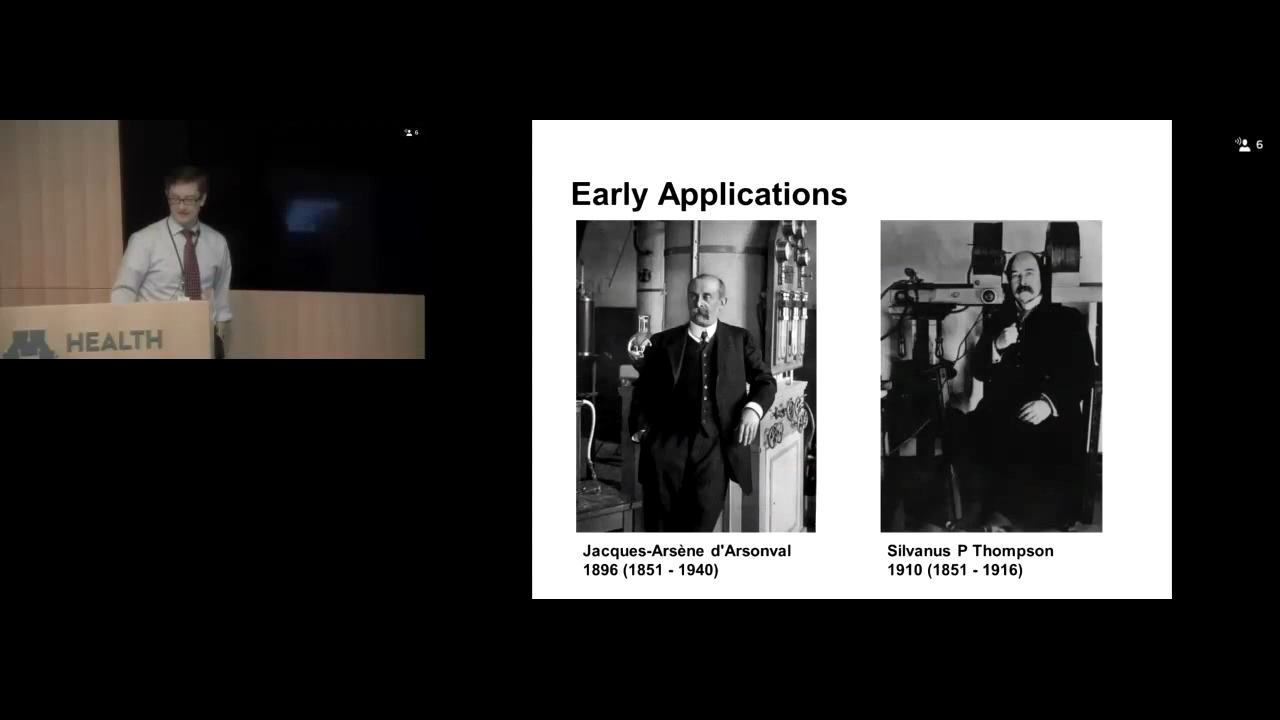 6
HEALTH
6
Early Applications
Jacques-Arsène d'Arsonval
1896 (1851 - 1940)
Silvanus P Thompson
1910 (1851 - 1916)